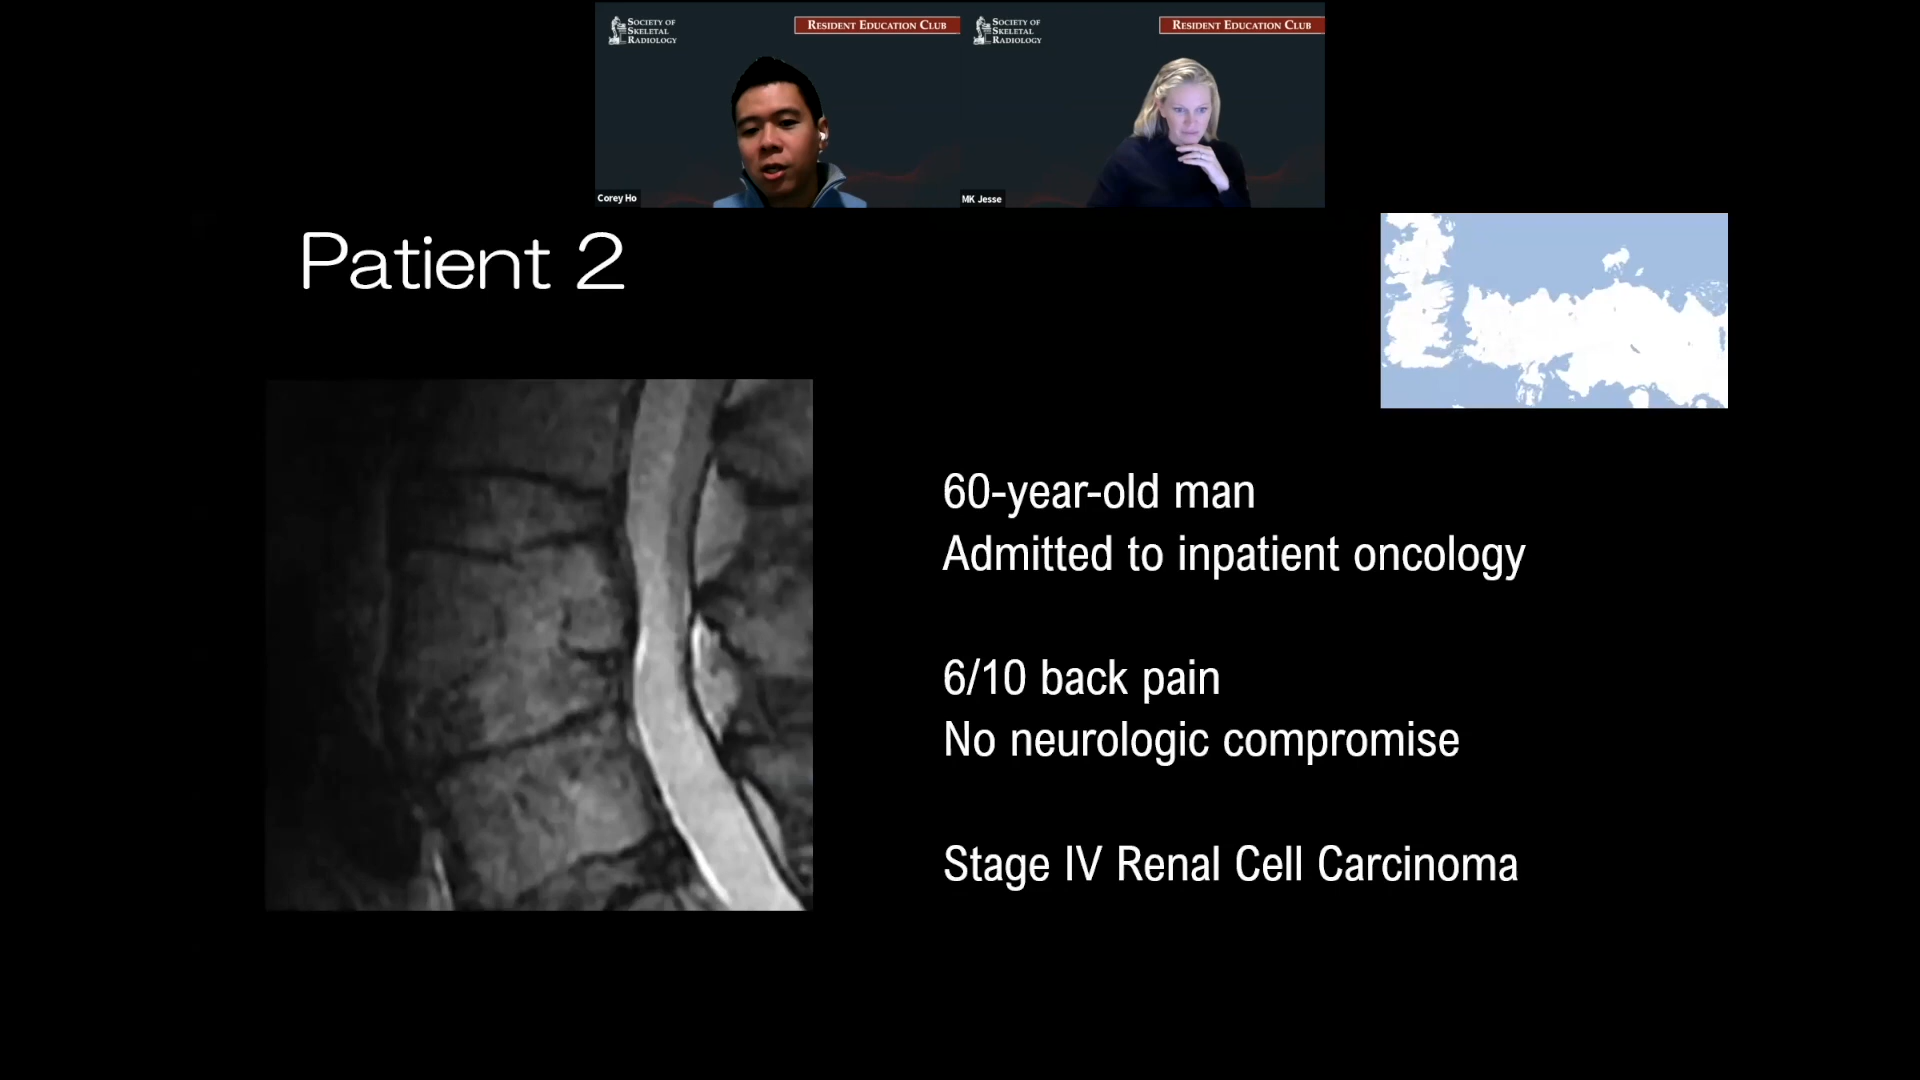 SOCIETY OF
SKELETAL
RADIOLOGY
RESIDENT EDUCATION CLUB
SOCIETY OF
SKELETAL
RADIOLOGY
RESIDENT EDUCATION CLUB
Corey Ho
MK Jesse
Patient 2
60-year-old man
Admitted to inpatient oncology
6/10 back pain
No neurologic compromise
Stage IV Renal Cell Carcinoma